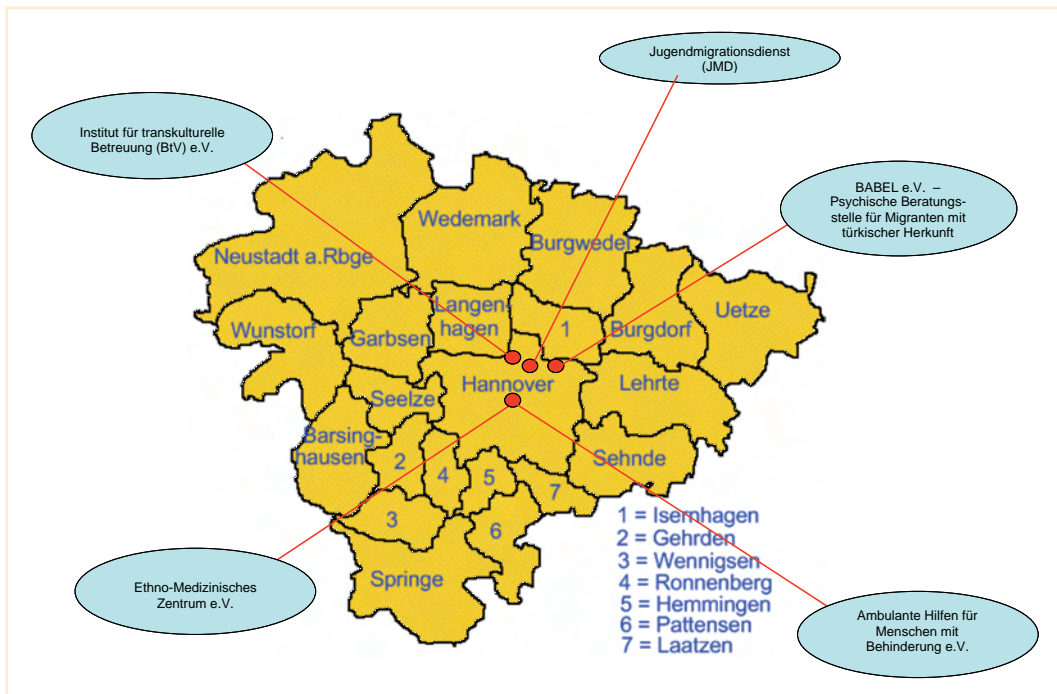 Jugendmigrationsdienst
(JMD)
Institut für transkulturelle
Betreuung (BtV) e.V.
BABEL e.V. –
Psychische Beratungs-
stelle für Migranten mit
türkischer Herkunft
Wedemark
Burgwedel
Neustadt a.Rbge
Langen-
hagen
1
Uetze
Wunstorf
Garbsen
Burgdorf
Hannover
Lehrte
Seelze
Barsing-
hausen
2
4
5
7
Sehnde
3
6
Springe
1 = Isernhagen
2 = Gehrden
3 = Wennigsen
4 = Ronnenberg
5 = Hemmingen
6 = Pattensen
7 = Laatzen
Ethno-Medizinisches
Zentrum e.V.
Ambulante Hilfen für
Menschen mit
Behinderung e.V.